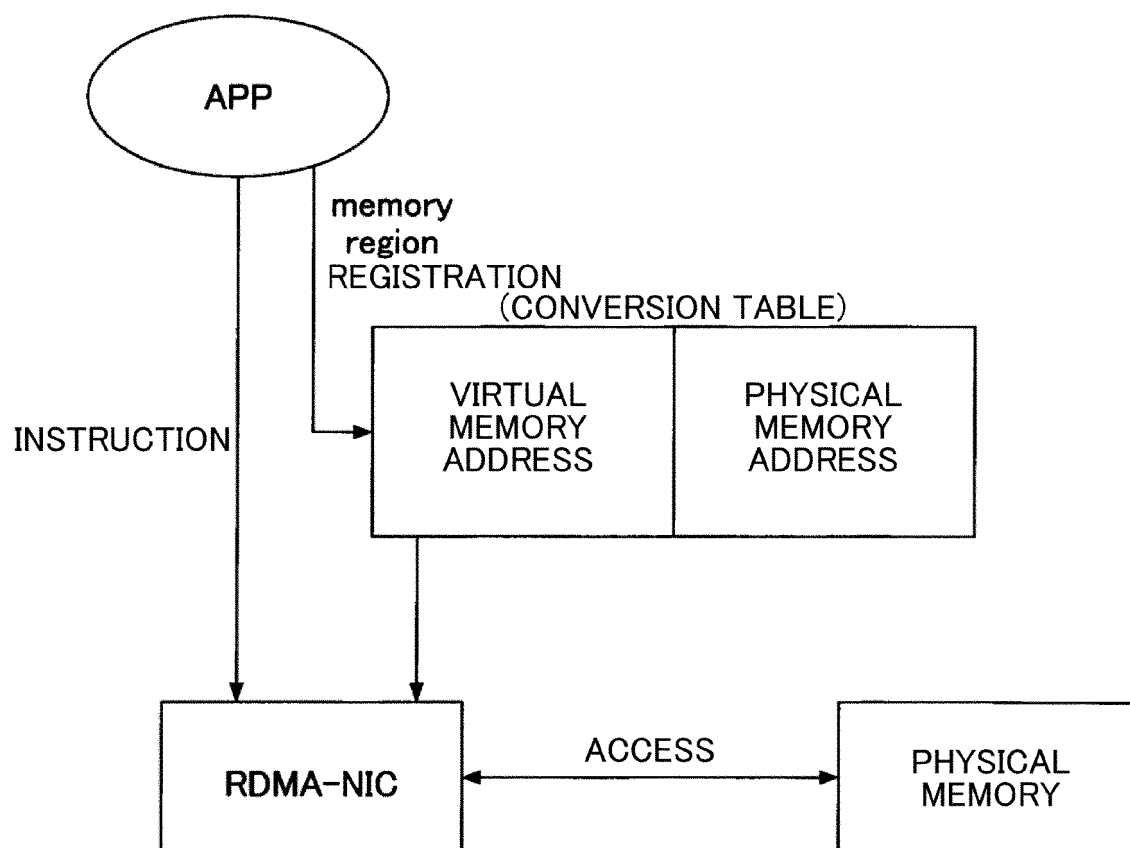 APP
memory
region
REGISTRATION
(CONVERSION TABLE)
VIRTUAL
MEMORY
ADDRESS
PHYSICAL
MEMORY
ADDRESS
INSTRUCTION
RDMA-NIC
ACCESS
PHYSICAL
MEMORY